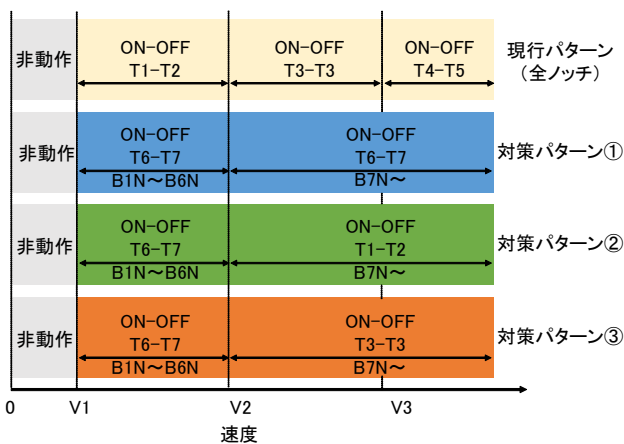 非動作
ON-OFF
T1-T2
ON-OFF
T3-T3
ON-OFF
T4-T5
現行パターン
（全ノッチ）
非動作
ON-OFF
T6-T7
B1N～B6N
ON-OFF
T6-T7
B7N～
対策パターン①
非動作
ON-OFF
T6-T7
B1N～B6N
ON-OFF
T1-T2
B7N～
対策パターン②
非動作
ON-OFF
T6-T7
B1N～B6N
ON-OFF
T3-T3
B7N～
対策パターン③
0
V1
V2
V3
速度